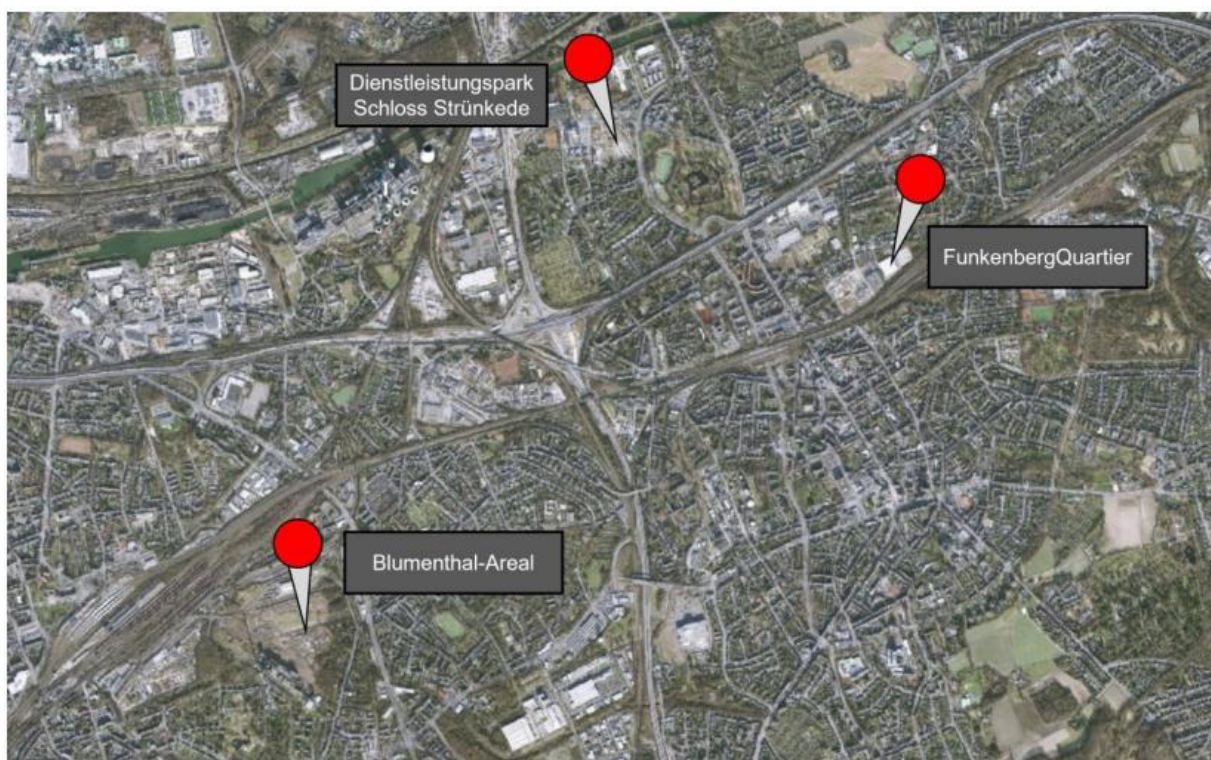 Dienstleistungspark
Schloss Strünkede
FunkenbergQuartier
Blumenthal-Areal